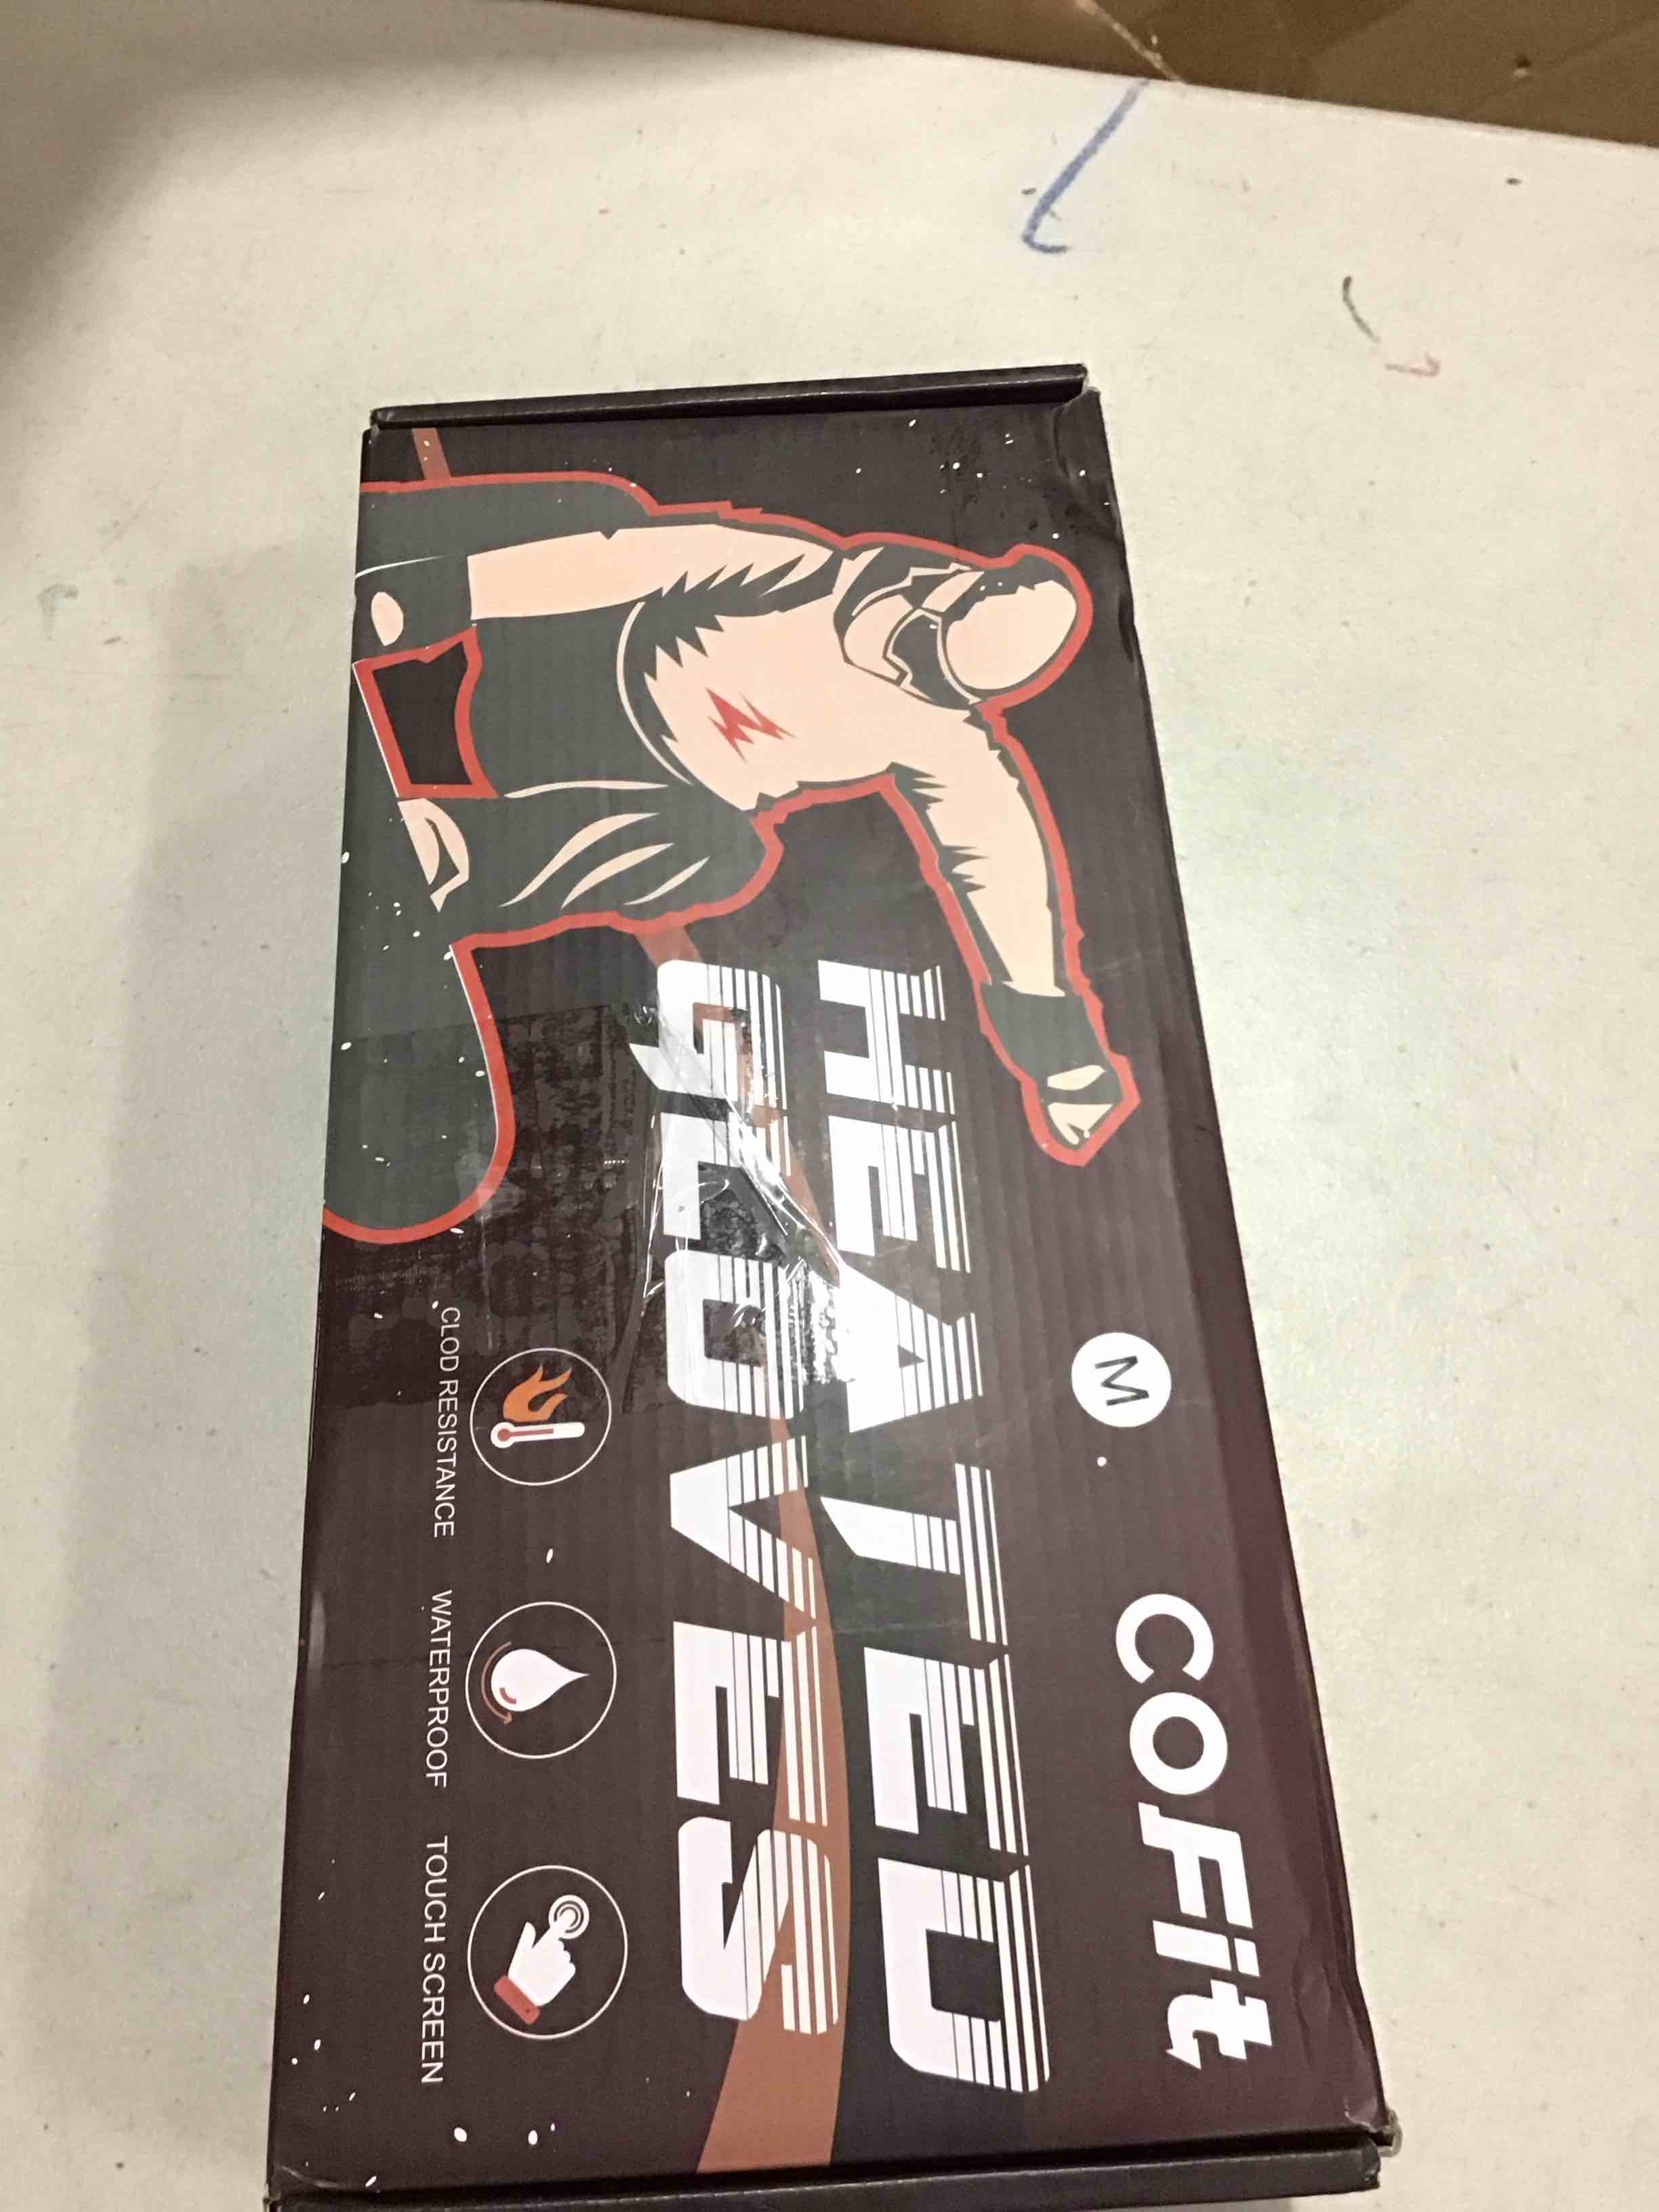 COFit
M
HEATED
GLOVES
CLOD RESISTANCE
WATERPROOF
TOUCH SCREEN